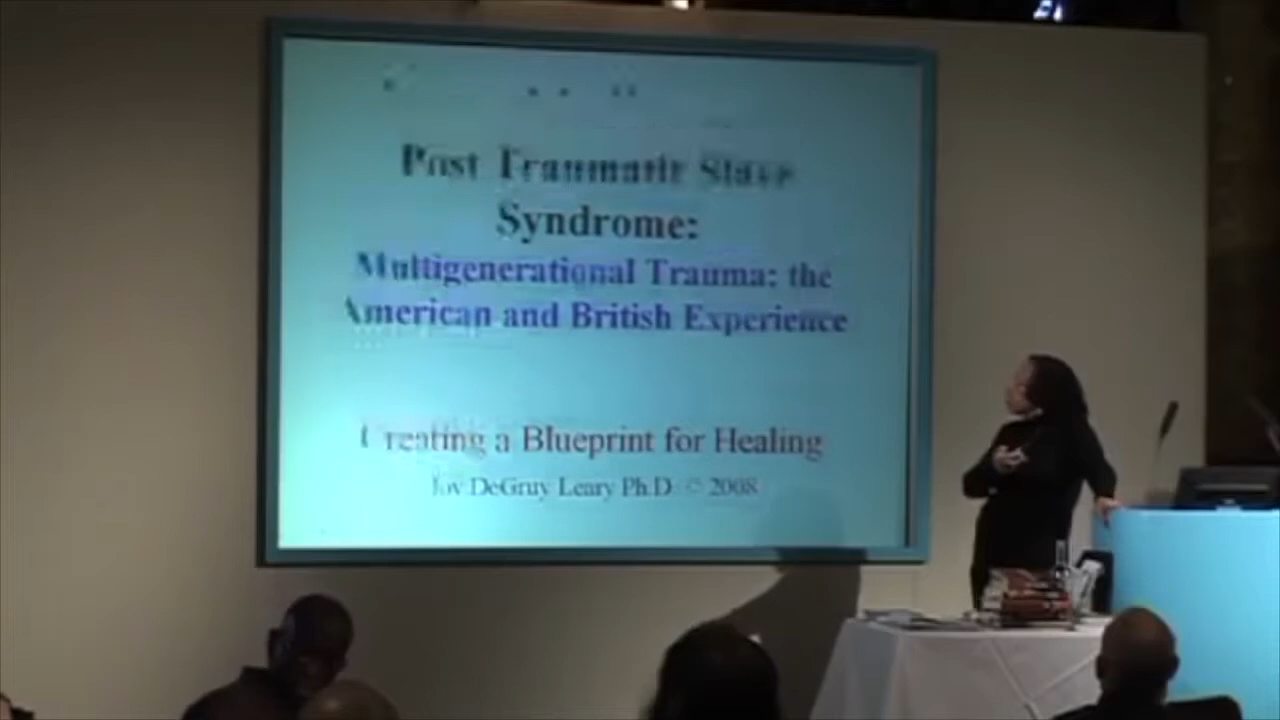 Post Traumatic Slave
Syndrome:
Multigenerational Trauma: the
American and British Experience
Creating a Blueprint for Healing
Joy DeGruy Leary Ph.D. © 2008